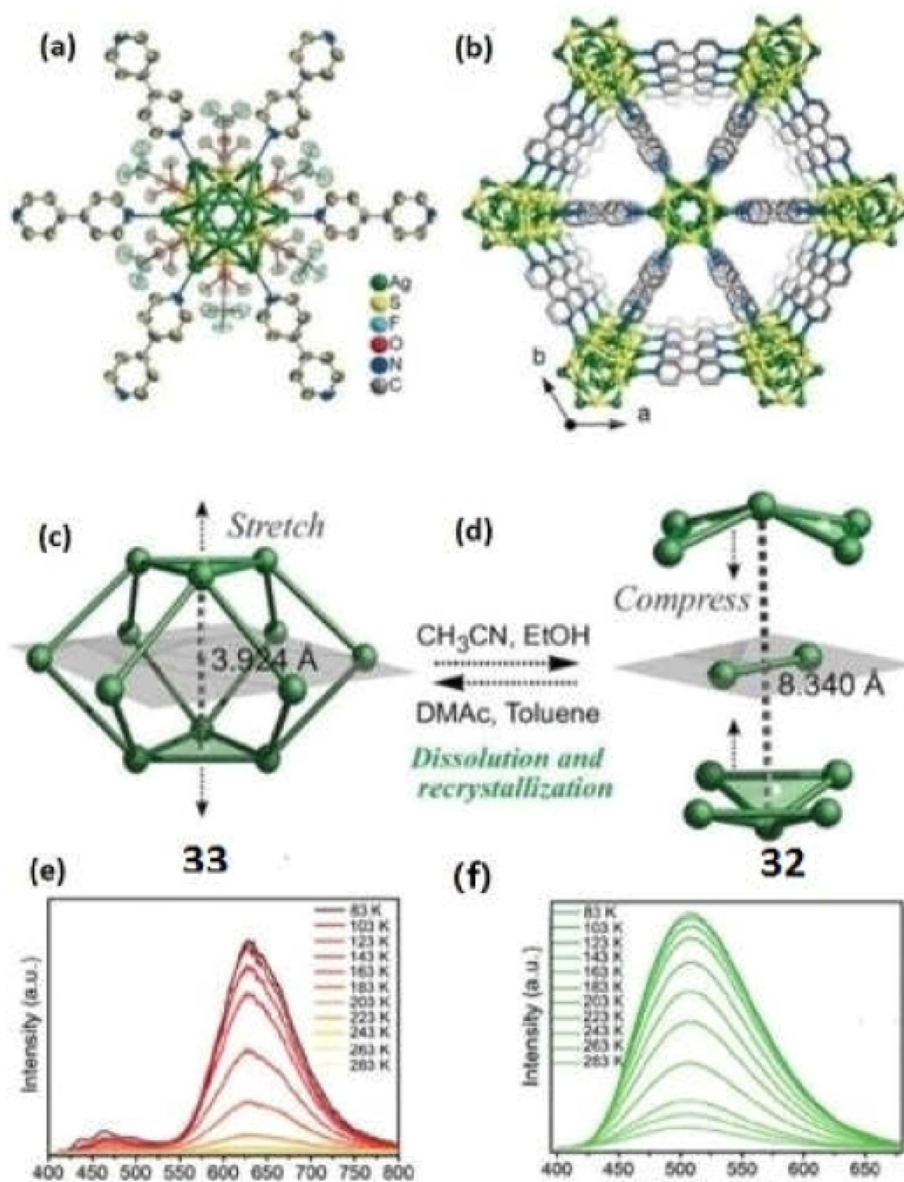 (a)
(b)
Ag
S
F
O
N
C
b
a
(c)
Stretch
(d)
Compress
3.924 Å
CH3CN, EtOH
8.340 Å
DMAc, Toluene
Dissolution and
recrystallization
33
32
(e)
(f)
83 K
103 K
123 K
143 K
163 K
183 K
203 K
223 K
243 K
263 K
283 K
Intensity (a.u.)
400 450 500 550 600 650 700 750 800
83 K
103 K
123 K
143 K
163 K
183 K
203 K
223 K
243 K
263 K
283 K
Intensity (a.u.)
400 450 500 550 600 650